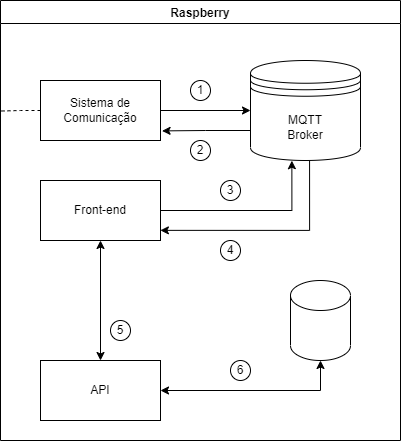 Raspberry
Sistema de
Comunicação
1
MQTT
Broker
2
3
Front-end
4
5
6
API